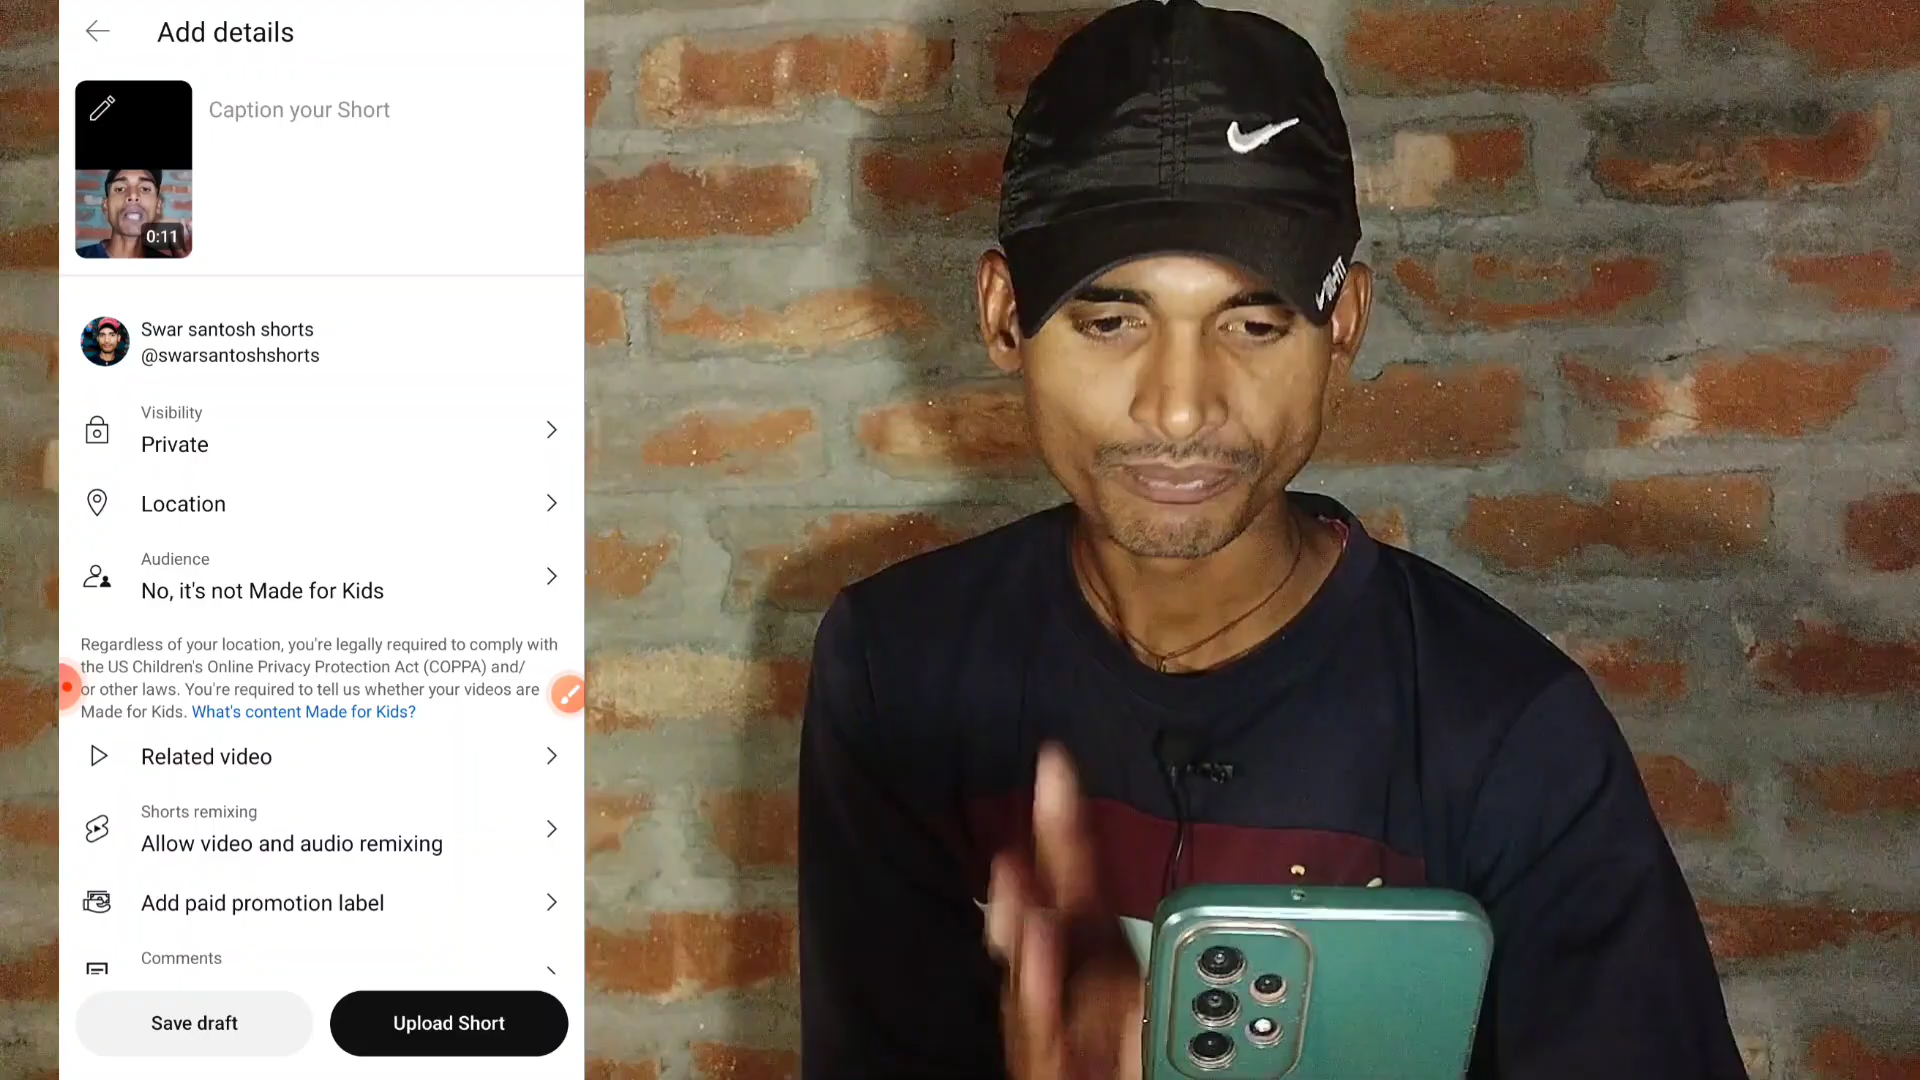 Add details
Caption your Short
0:11
Swar santosh shorts
@swarsantoshshorts
Visibility
Private
Location
Audience
No, it's not Made for Kids
Regardless of your location, you're legally required to comply with
the US Children's Online Privacy Protection Act (COPPA) and/
or other laws. You're required to tell us whether your videos are
Made for Kids. What's content Made for Kids?
Related video
Shorts remixing
Allow video and audio remixing
Add paid promotion label
Comments
Save draft
Upload Short